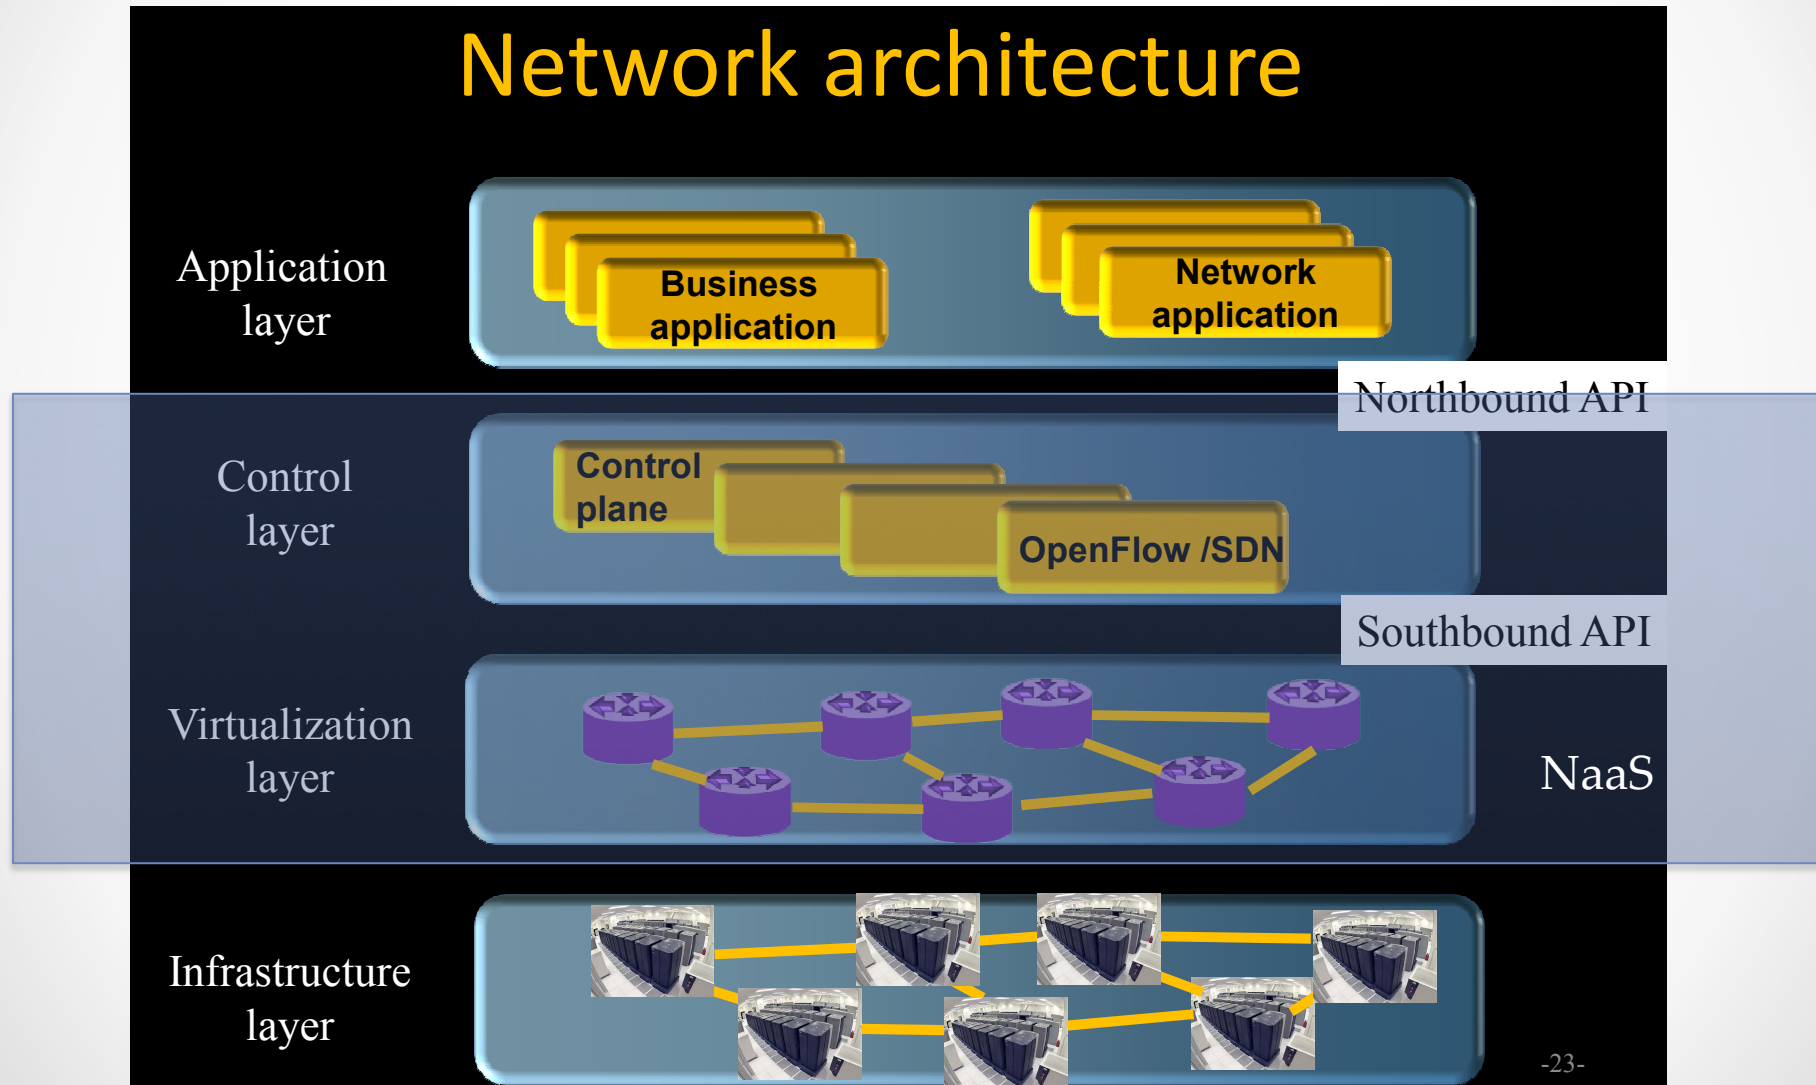 Network architecture
Application
layer
Business
application
Network
application
Northbound API
Control
layer
Control
plane
OpenFlow /SDN
Southbound API
Virtualization
layer
NaaS
Infrastructure
layer
-23-